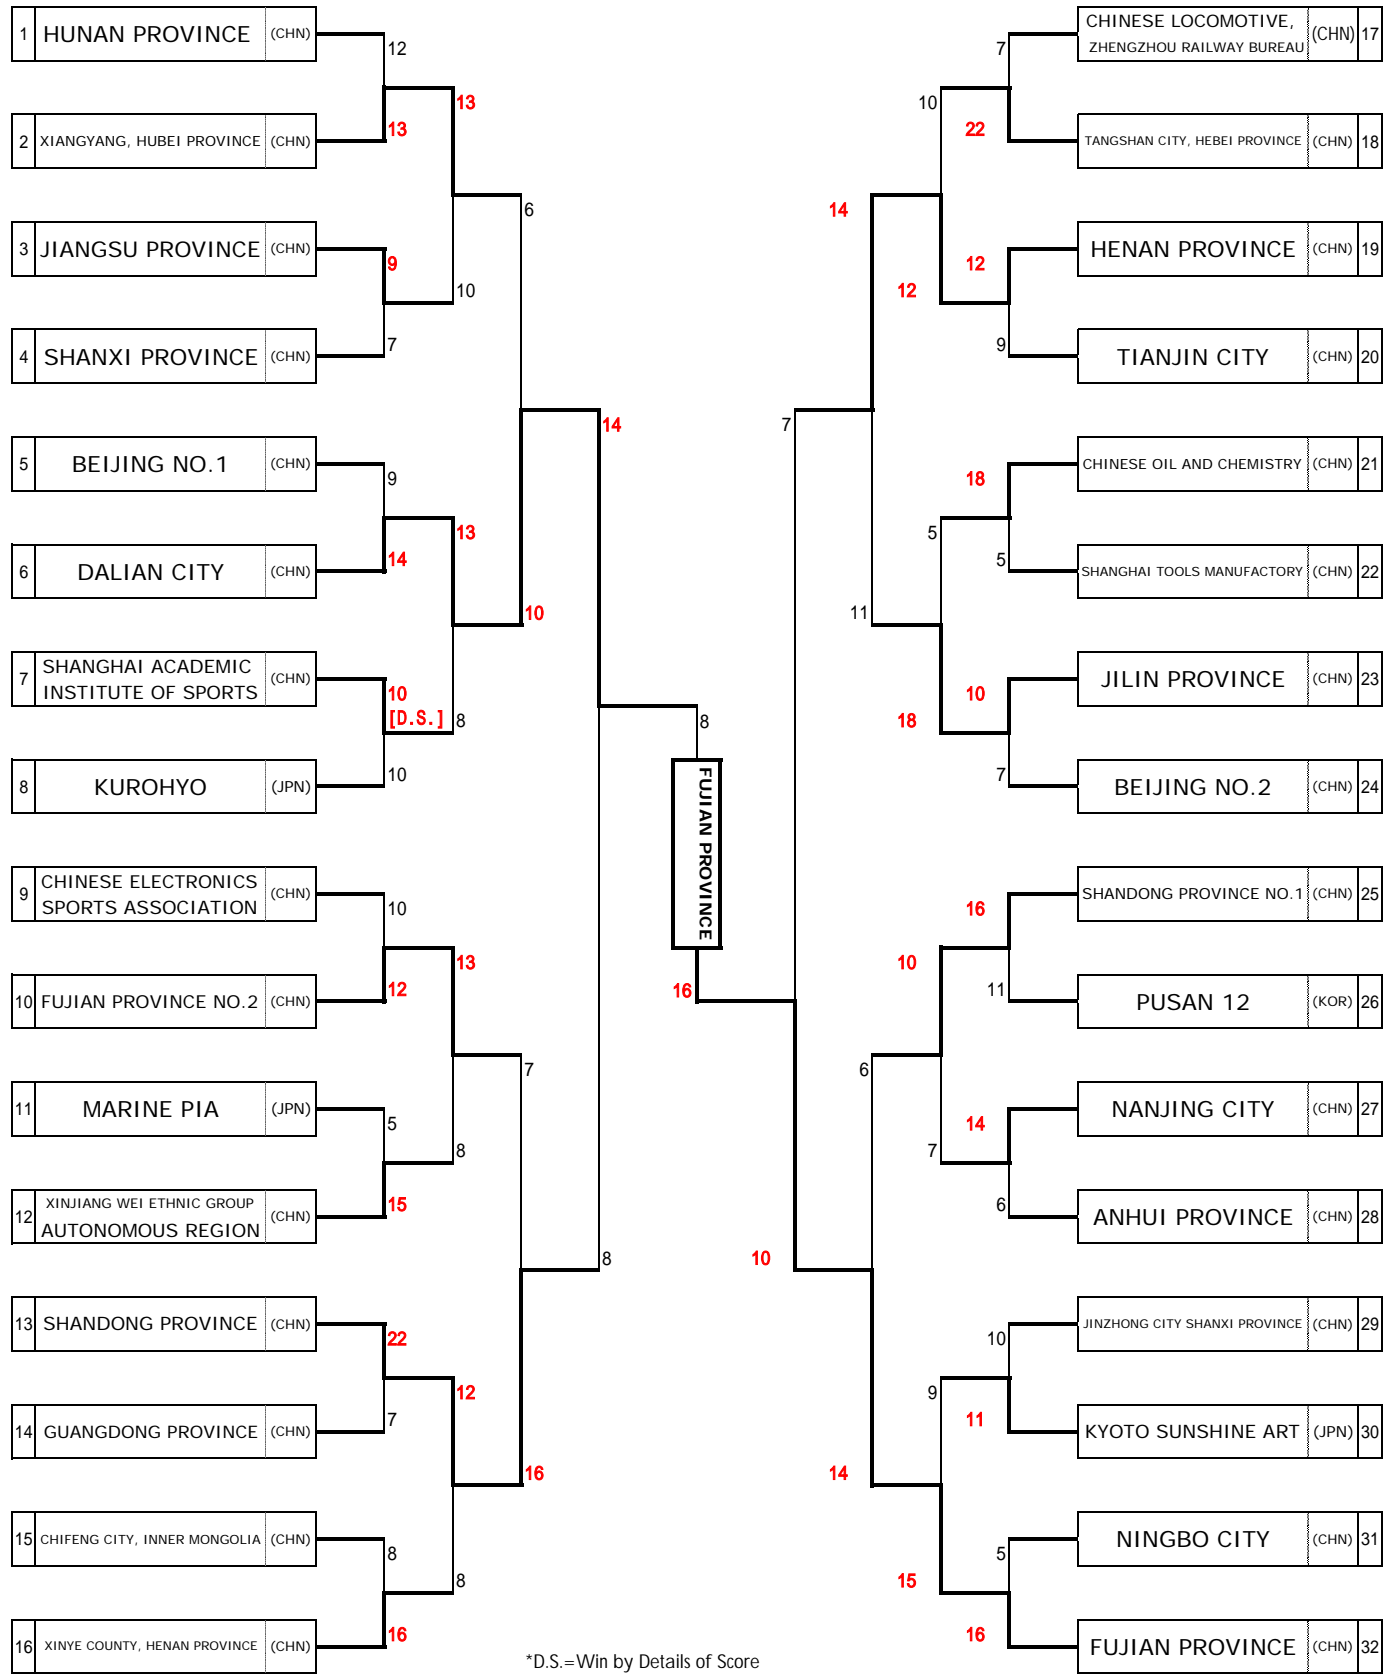 1 HUNAN PROVINCE (CHN)
12
13
2 XIANGYANG, HUBEI PROVINCE (CHN)
13
3 JIANGSU PROVINCE (CHN)
9
10
4 SHANXI PROVINCE (CHN)
7
6
5 BEIJING NO.1 (CHN)
9
13
6 DALIAN CITY (CHN)
14
10
7 SHANGHAI ACADEMIC
INSTITUTE OF SPORTS (CHN)
10
[D.S.]
8
8 KUROHYO (JPN)
10
14
9 CHINESE ELECTRONICS
SPORTS ASSOCIATION (CHN)
10
13
10 FUJIAN PROVINCE NO.2 (CHN)
12
7
11 MARINE PIA (JPN)
5
8
12 XINJIANG WEI ETHNIC GROUP
AUTONOMOUS REGION (CHN)
15
8
13 SHANDONG PROVINCE (CHN)
22
12
14 GUANGDONG PROVINCE (CHN)
7
16
15 CHIFENG CITY, INNER MONGOLIA (CHN)
8
8
16 XINYE COUNTY, HENAN PROVINCE (CHN)
16
8
FUJIAN PROVINCE
16
CHINESE LOCOMOTIVE,
ZHENGZHOU RAILWAY BUREAU (CHN) 17
7
10
22
TANGSHAN CITY, HEBEI PROVINCE (CHN) 18
14
HENAN PROVINCE (CHN) 19
12
12
9
TIANJIN CITY (CHN) 20
7
CHINESE OIL AND CHEMISTRY (CHN) 21
18
5
5
SHANGHAI TOOLS MANUFACTORY (CHN) 22
11
JILIN PROVINCE (CHN) 23
10
18
7
BEIJING NO.2 (CHN) 24
SHANDONG PROVINCE NO.1 (CHN) 25
16
10
11
PUSAN 12 (KOR) 26
6
NANJING CITY (CHN) 27
14
7
6
ANHUI PROVINCE (CHN) 28
10
JINZHONG CITY SHANXI PROVINCE (CHN) 29
10
9
11
KYOTO SUNSHINE ART (JPN) 30
14
NINGBO CITY (CHN) 31
5
15
16
FUJIAN PROVINCE (CHN) 32
*D.S.=Win by Details of Score